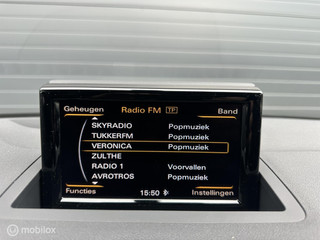 Geheugen Radio FM TP Band
SKYRADIO Popmuziek
TUKKERFM Popmuziek
VERONICA Popmuziek
ZULTHE
RADIO 1 Voorvallen
AVROTROS Popmuziek
Functies 15:50 Instellingen
mobilox